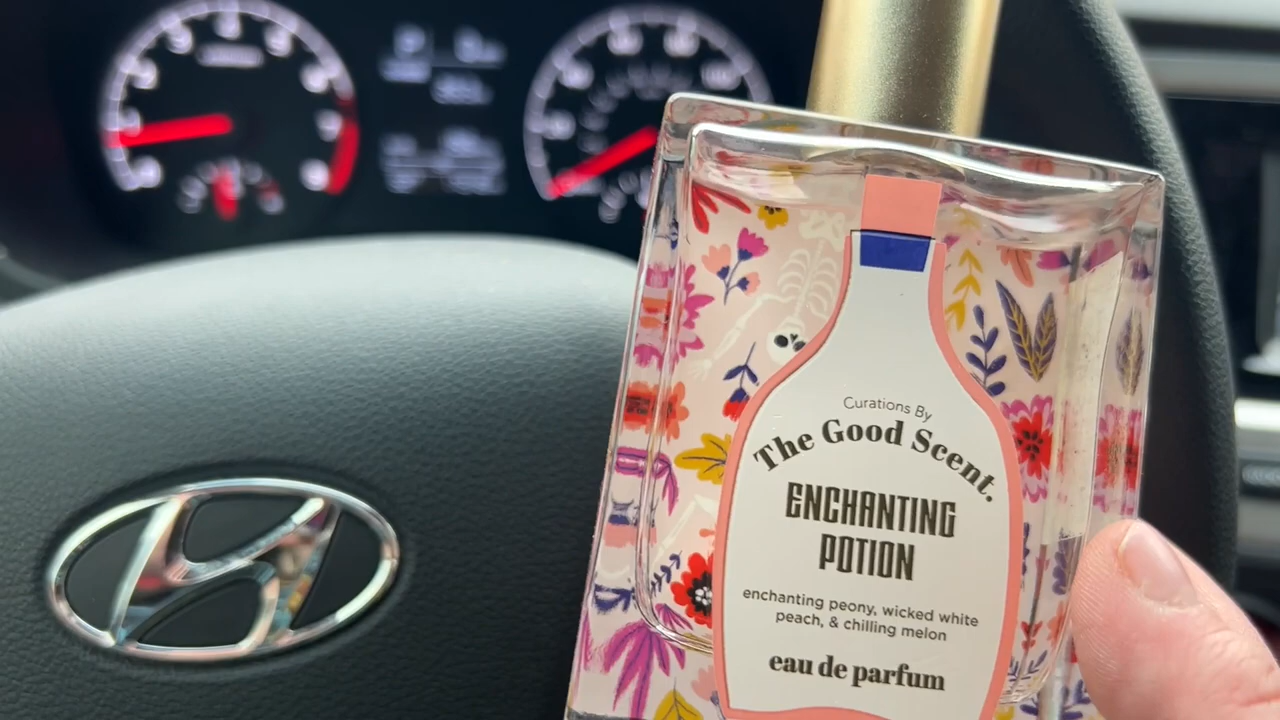 Curations By
The Good Scent.
ENCHANTING
POTION
enchanting peony, wicked white
peach, & chilling melon
eau de parfum